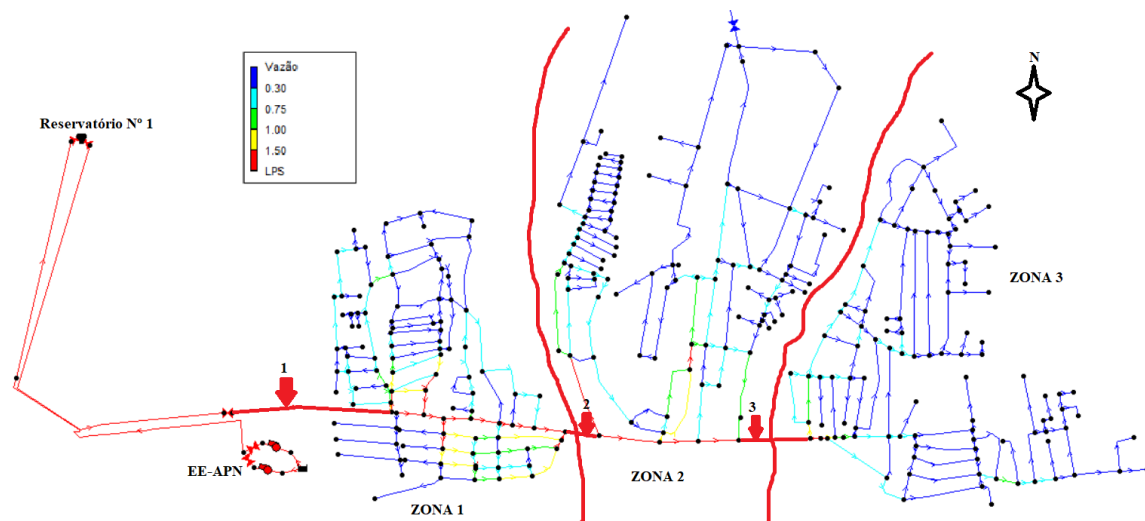 Vazão
0.30
0.75
1.00
1.50
LPS
N
Reservatório Nº 1
ZONA 3
1
2
3
EE-APN
ZONA 2
ZONA 1